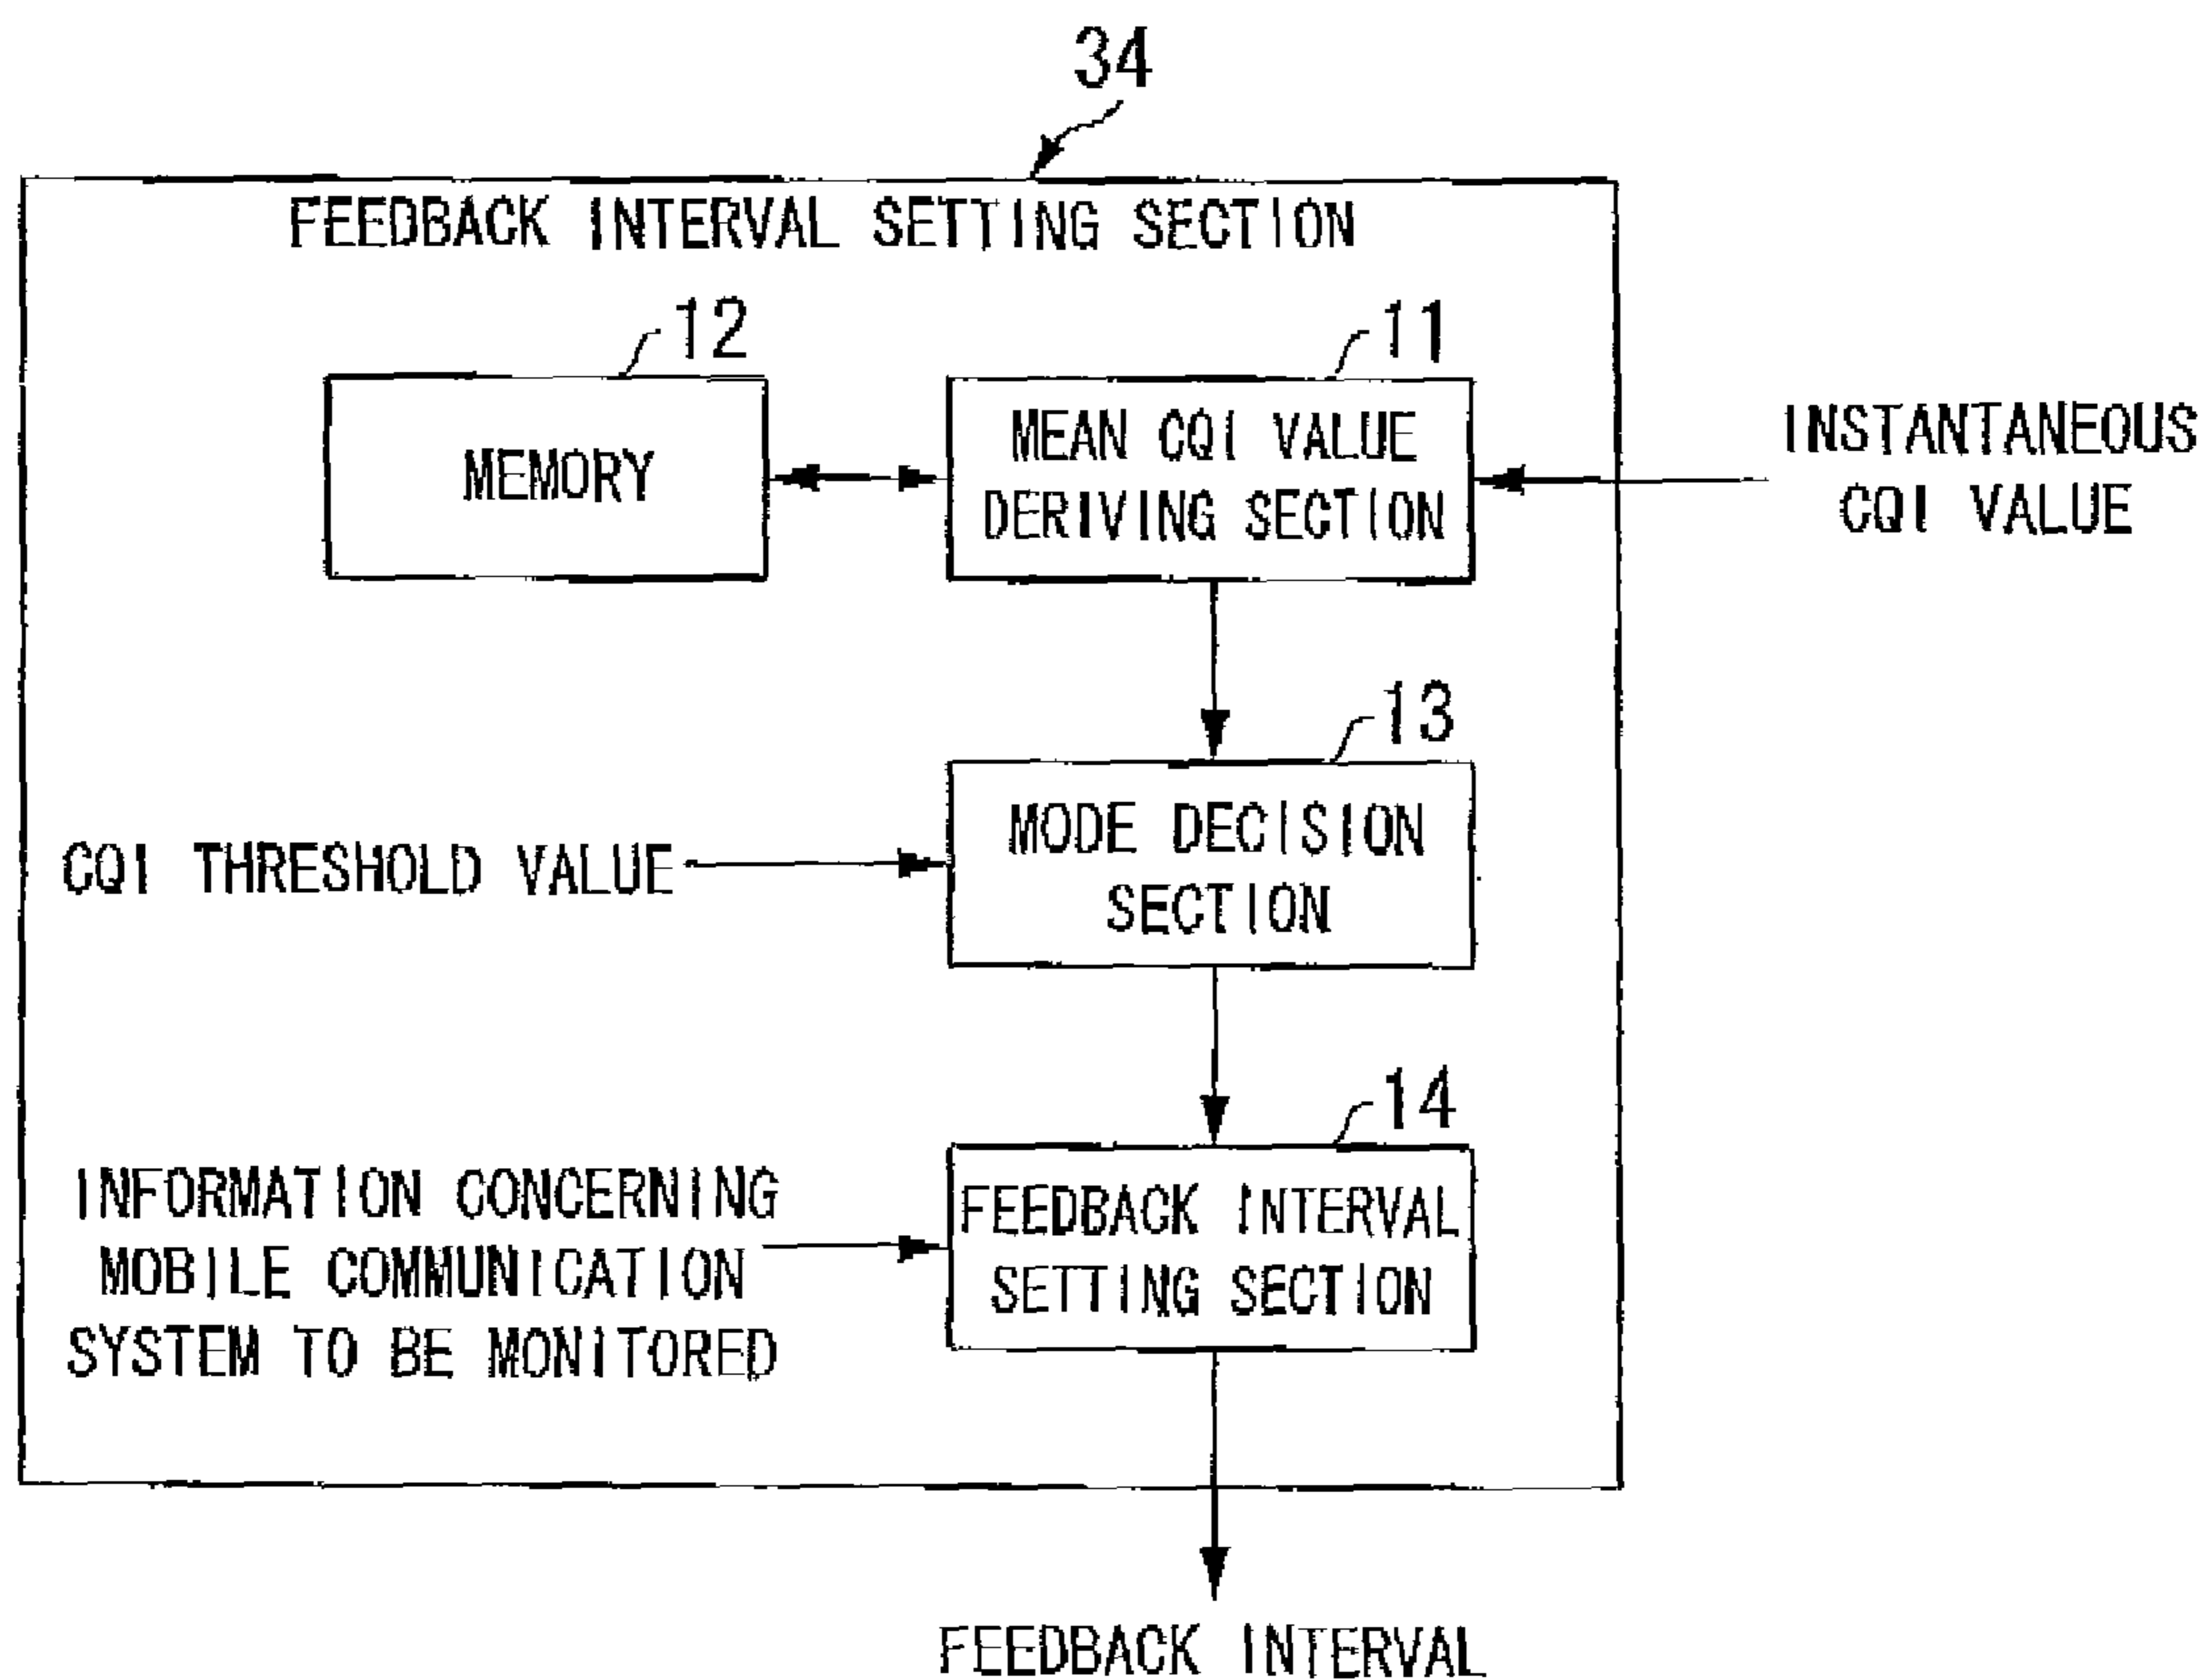 34
FEEDBACK INTERVAL SETTING SECTION
12
11
MEMORY
MEAN CQI VALUE
DERIVING SECTION
INSTANTANEOUS
CQI VALUE
13
CQI THRESHOLD VALUE
MODE DECISION
SECTION
14
INFORMATION CONCERNING
MOBILE COMMUNICATION
SYSTEM TO BE MONITORED
FEEDBACK INTERVAL
SETTING SECTION
FEEDBACK INTERVAL